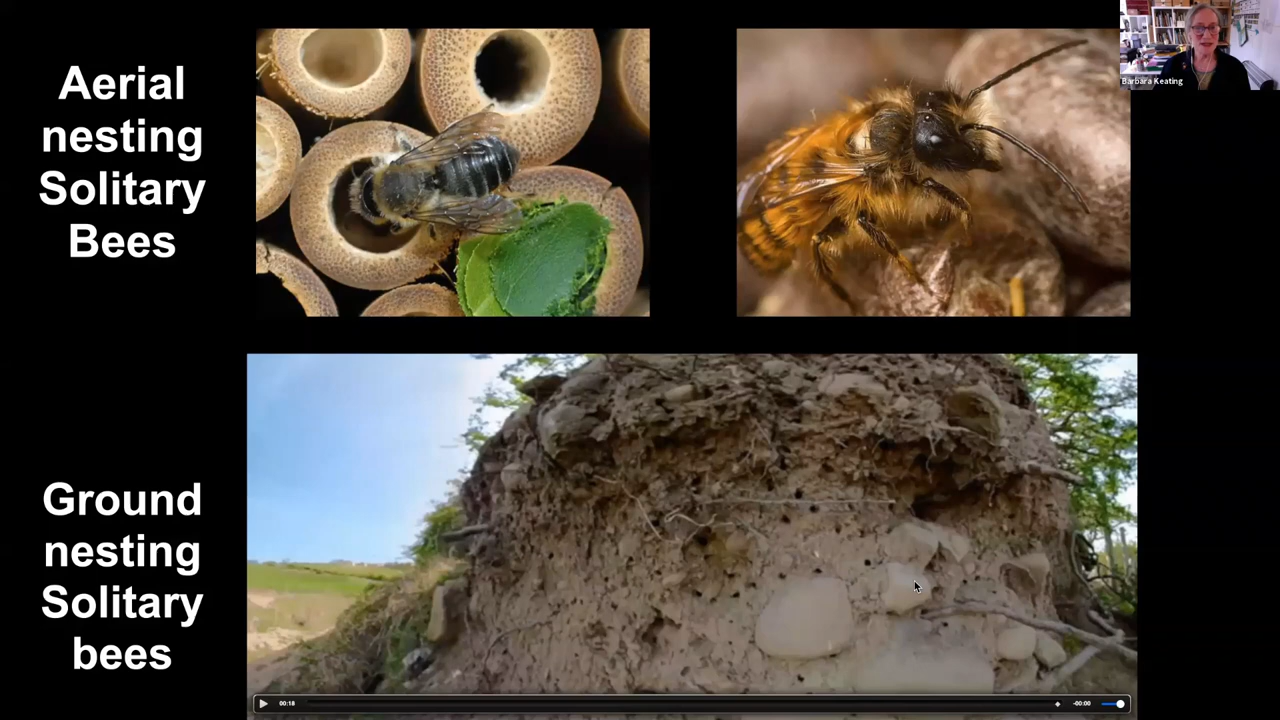 Aerial
nesting
Solitary
Bees
Barbara Keating
Ground
nesting
Solitary
bees
00:18
-00:00